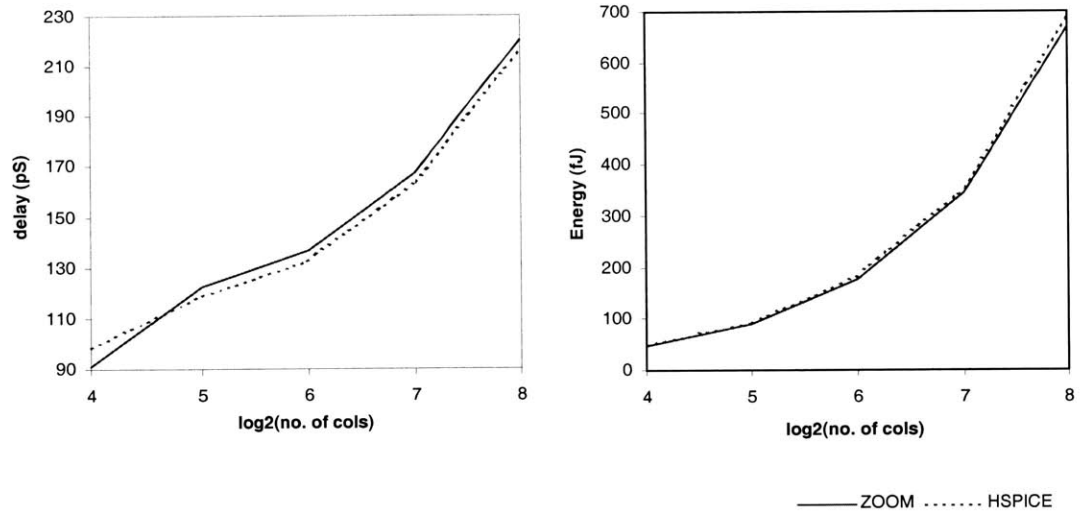 delay (pS)
230
210
190
170
150
130
110
90
4 5 6 7 8
log2(no. of cols)
Energy (fJ)
700
600
500
400
300
200
100
0
4 5 6 7 8
log2(no. of cols)
ZOOM HSPICE